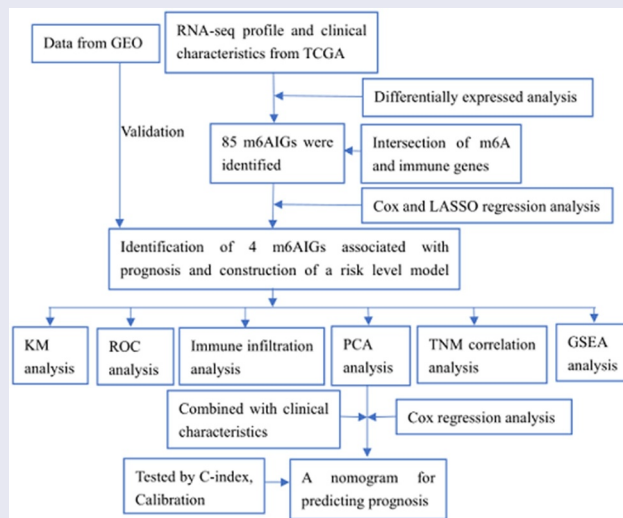 Data from GEO
RNA-seq profile and clinical
characteristics from TCGA
Differentially expressed analysis
Validation
85 m6AIGs were
identified
Intersection of m6A
and immune genes
Cox and LASSO regression analysis
Identification of 4 m6AIGs associated with
prognosis and construction of a risk level model
KM
analysis
ROC
analysis
Immune infiltration
analysis
PCA
analysis
TNM correlation
analysis
GSEA
analysis
Combined with clinical
characteristics
Cox regression analysis
Tested by C-index,
Calibration
A nomogram for
predicting prognosis